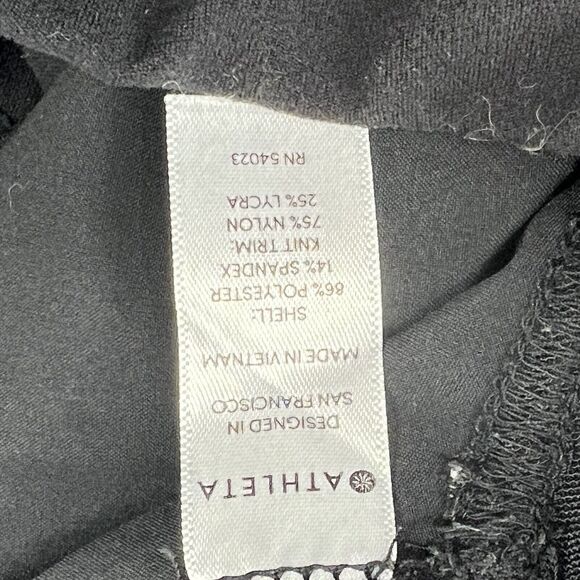 ATHLETA
DESIGNED IN
SAN FRANCISCO
MADE IN VIETNAM
SHELL:
86% POLYESTER
14% SPANDEX
KNIT TRIM:
75% NYLON
25% LYCRA
RN 54023